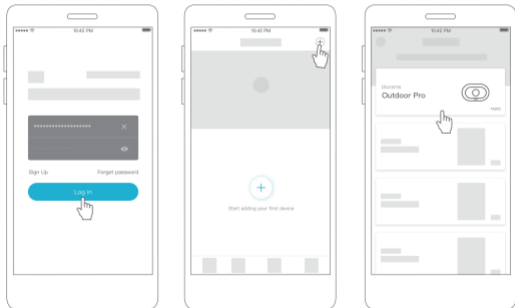 10:42 PM
******************
Sign Up Forget password
Log in
10:42 PM
Start adding your first device
10:42 PM
Outdoor Pro